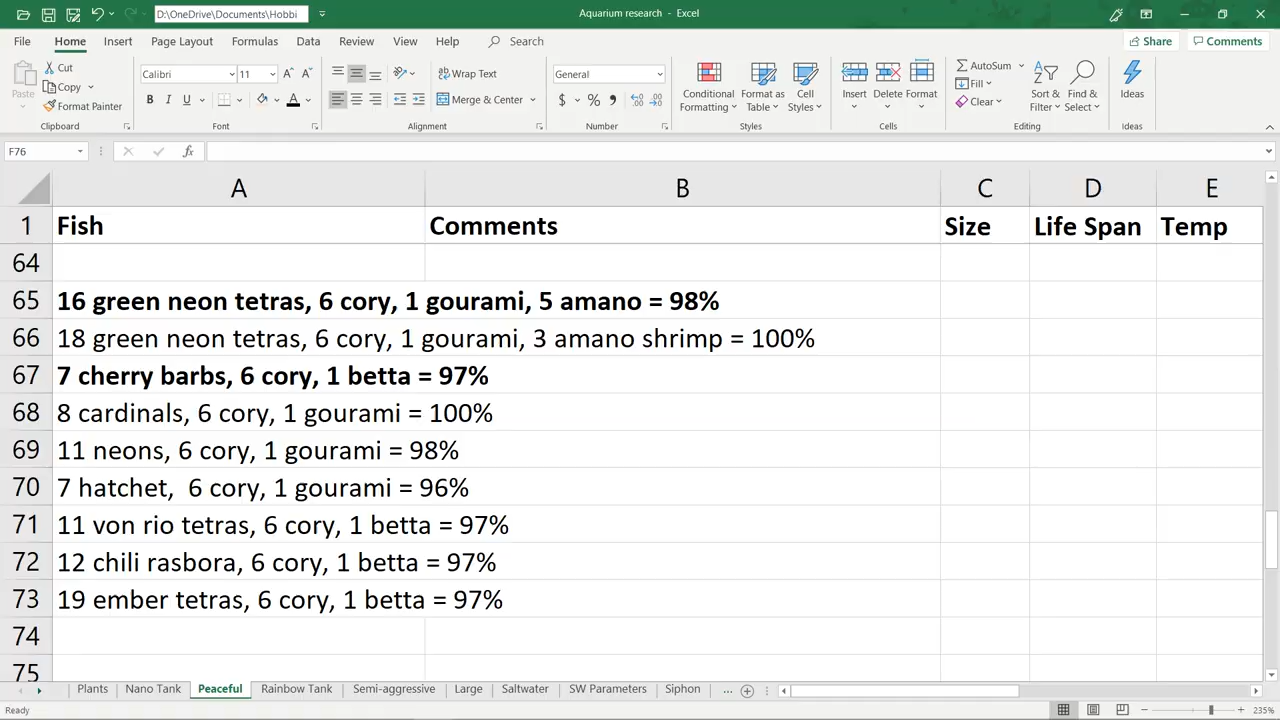 D:\OneDrive\Documents\Hobbi
Aquarium research - Excel
File Home Insert Page Layout Formulas Data Review View Help Search Share Comments
Paste
Cut
Copy
Format Painter
Clipboard
Calibri 11
B I U
Font
Wrap Text
Merge & Center
Alignment
General
$ % ,
Number
Conditional Formatting
Format as Table
Cell Styles
Styles
Insert
Delete
Format
Cells
AutoSum
Fill
Clear
Sort & Filter
Find & Select
Editing
Ideas
Ideas
F76 fx
A B C D E
1 Fish Comments Size Life Span Temp
64
65 16 green neon tetras, 6 cory, 1 gourami, 5 amano = 98%
66 18 green neon tetras, 6 cory, 1 gourami, 3 amano shrimp = 100%
67 7 cherry barbs, 6 cory, 1 betta = 97%
68 8 cardinals, 6 cory, 1 gourami = 100%
69 11 neons, 6 cory, 1 gourami = 98%
70 7 hatchet,  6 cory, 1 gourami = 96%
71 11 von rio tetras, 6 cory, 1 betta = 97%
72 12 chili rasbora, 6 cory, 1 betta = 97%
73 19 ember tetras, 6 cory, 1 betta = 97%
74
75
Plants Nano Tank Peaceful Rainbow Tank Semi-aggressive Large Saltwater SW Parameters Siphon ...
Ready 235%